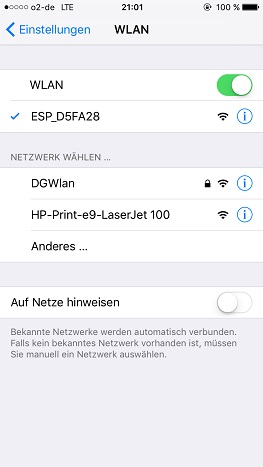 o2-de LTE 21:01 100 %
Einstellungen WLAN
WLAN
ESP_D5FA28
NETZWERK WÄHLEN ...
DGWlan
HP-Print-e9-LaserJet 100
Anderes ...
Auf Netze hinweisen
Bekannte Netzwerke werden automatisch verbunden.
Falls kein bekanntes Netzwerk vorhanden ist, müssen
Sie manuell ein Netzwerk auswählen.